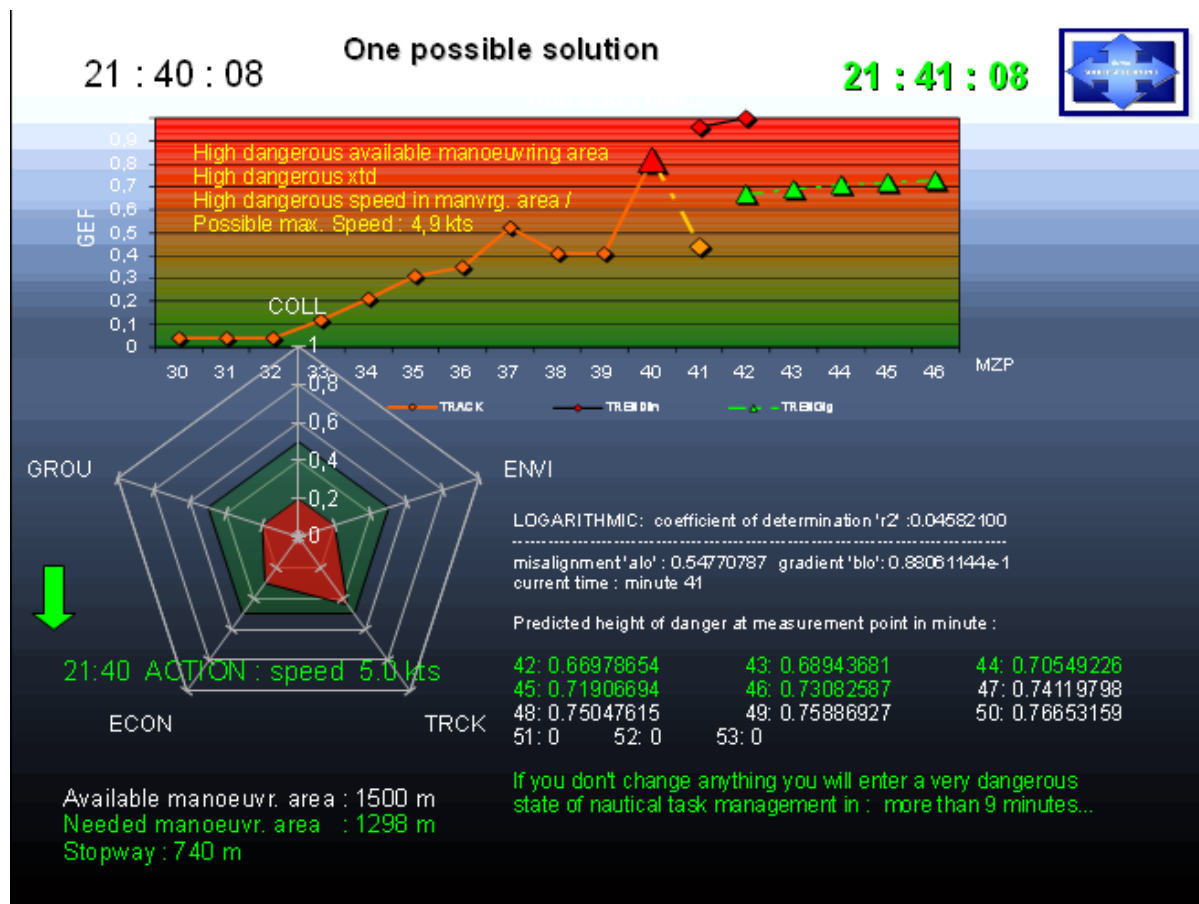 One possible solution
21 : 40 : 08
21 : 41 : 08
High dangerous available manoeuvring area
High dangerous xtd
High dangerous speed in manvrg. area /
Possible max. Speed : 4,9 kts
GEF
0,9
0,8
0,7
0,6
0,5
0,4
0,3
0,2
0,1
0
30 31 32 33 34 35 36 37 38 39 40 41 42 43 44 45 46 MZP
TRACK TRENDlin TRENDlg
COLL
1
0,8
0,6
0,4
0,2
0
GROU
ENVI
ECON
TRCK
21:40 ACTION : speed 5.0 kts
Available manoeuvr. area : 1500 m
Needed manoeuvr. area : 1298 m
Stopway : 740 m
LOGARITHMIC: coefficient of determination 'r2' :0.04582100
--------------------------------------------------------------------------------
misalignment 'alo' : 0.54770787 gradient 'blo': 0.88061144e-1
current time : minute 41
Predicted height of danger at measurement point in minute :
42: 0.66978654 43: 0.68943681 44: 0.70549226
45: 0.71906694 46: 0.73082587 47: 0.74119798
48: 0.75047615 49: 0.75886927 50: 0.76653159
51: 0 52: 0 53: 0
If you don't change anything you will enter a very dangerous
state of nautical task management in : more than 9 minutes...